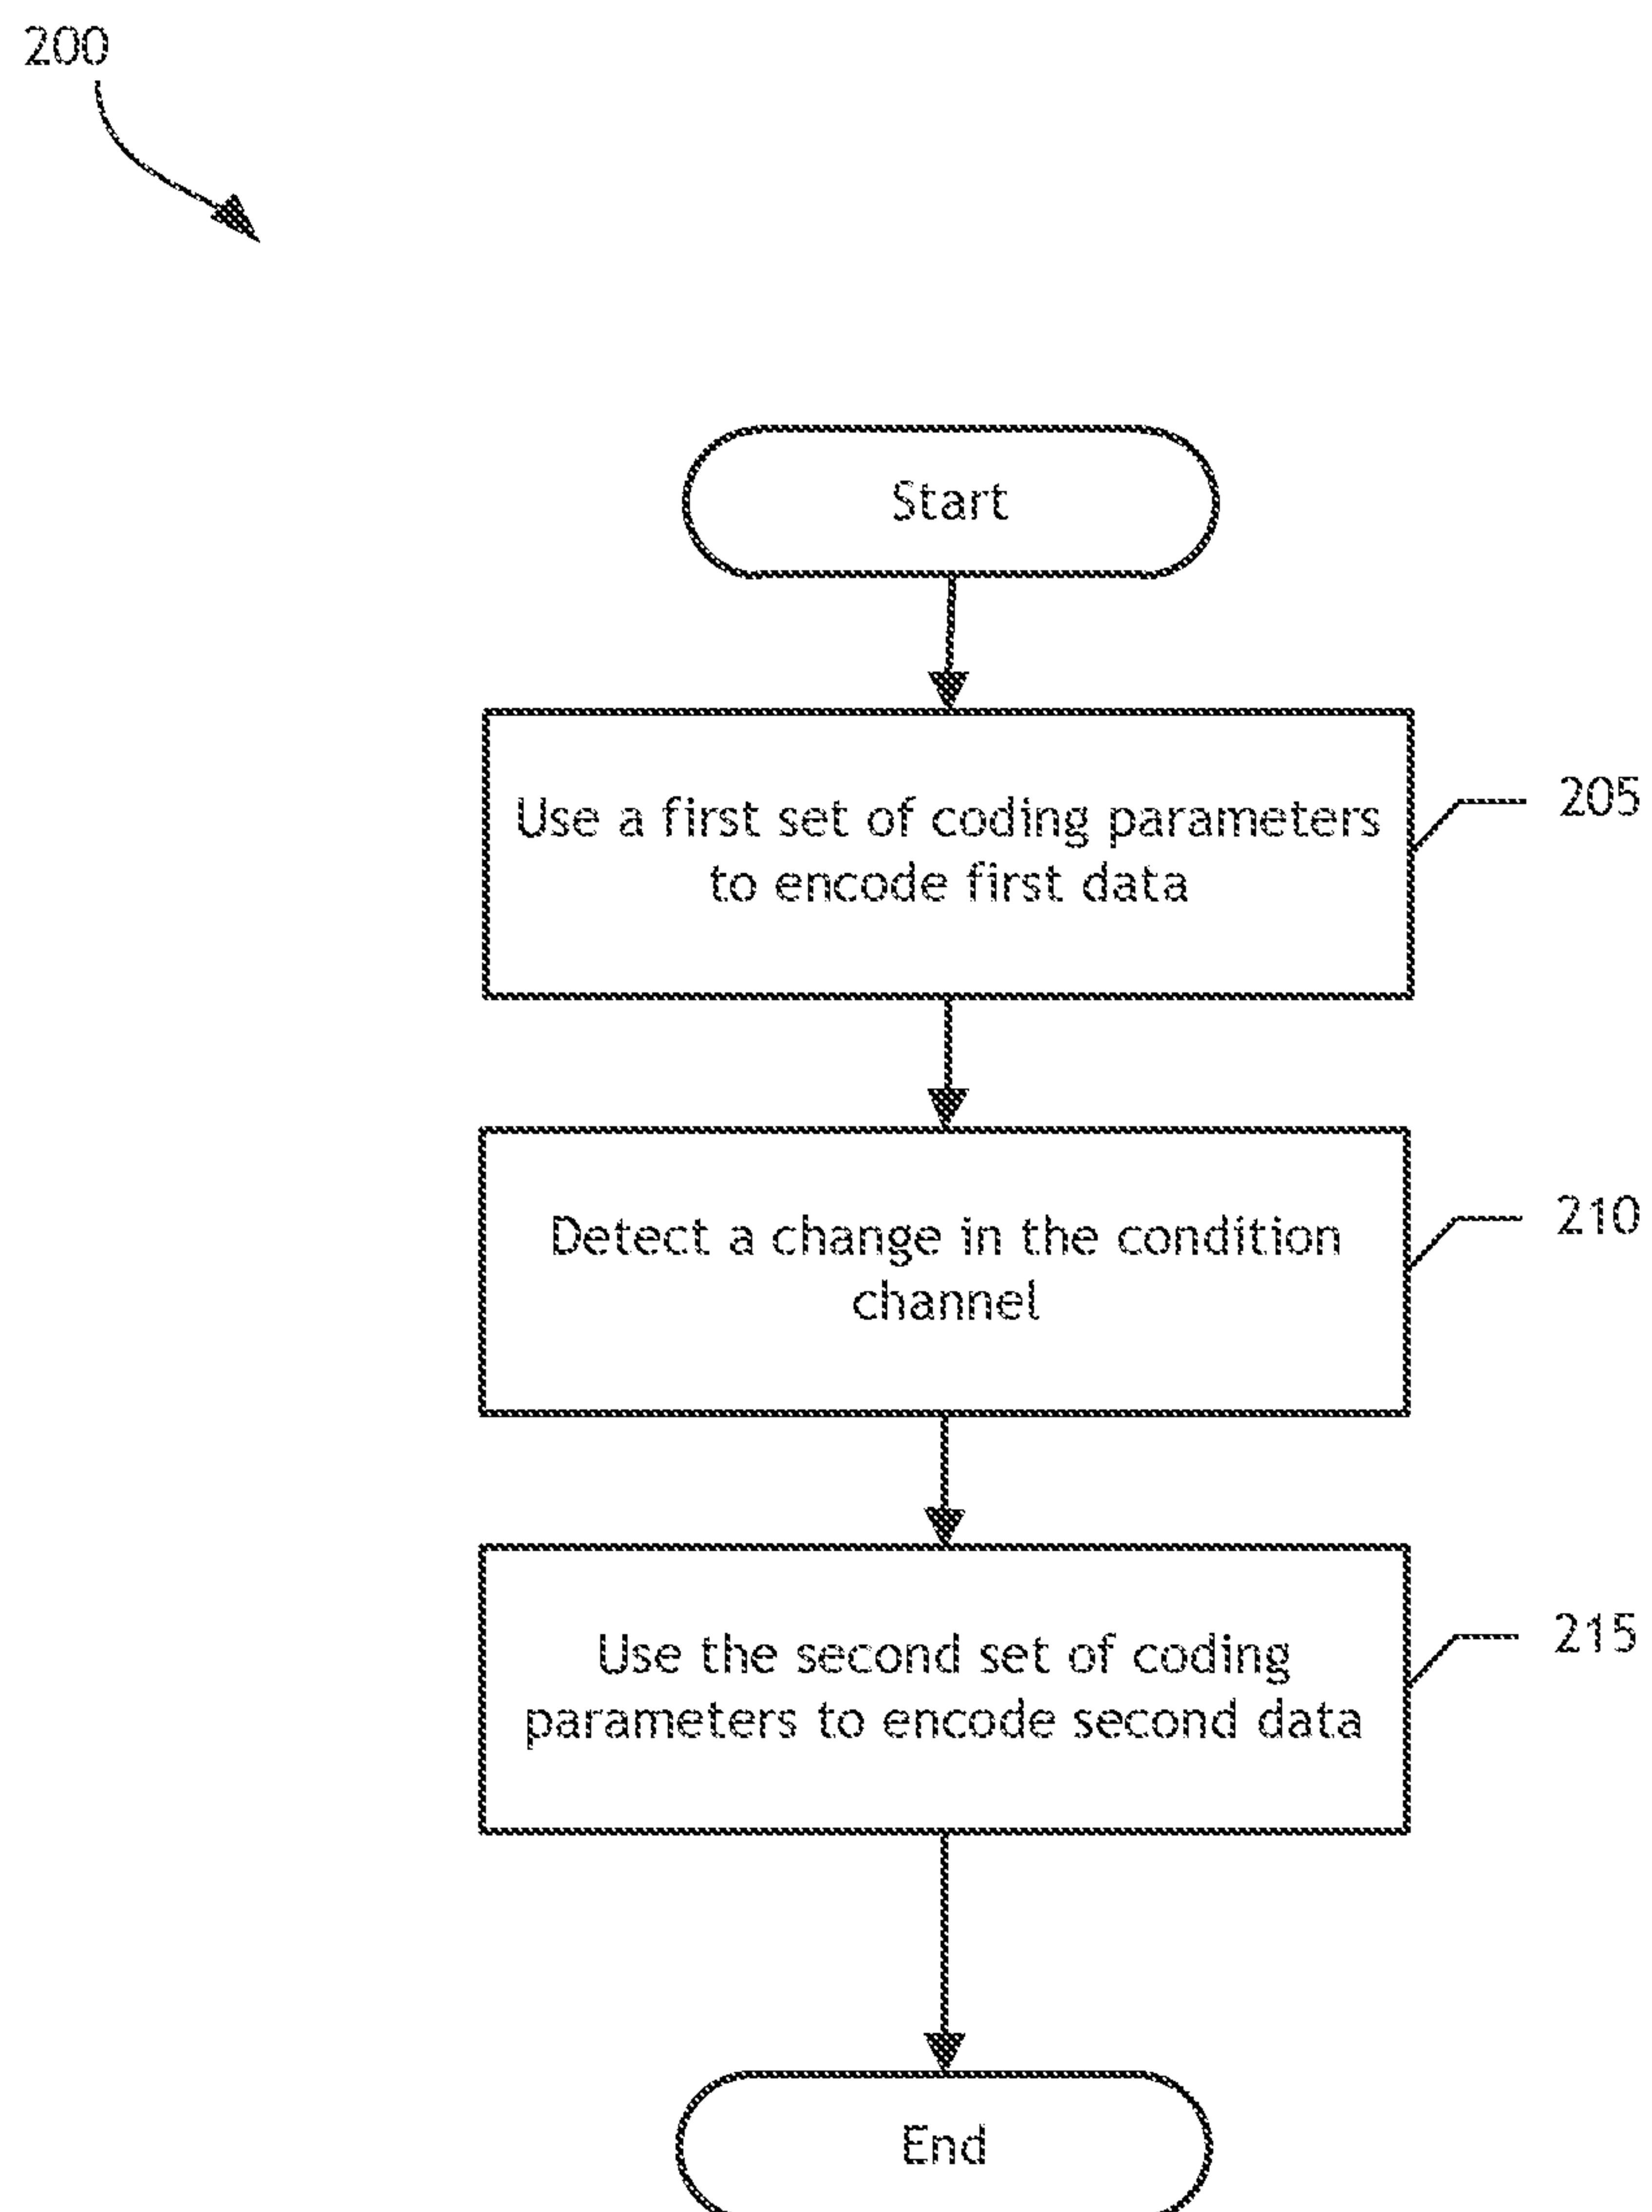 200
Start
Use a first set of coding parameters
to encode first data
205
Detect a change in the condition
channel
210
Use the second set of coding
parameters to encode second data
215
End